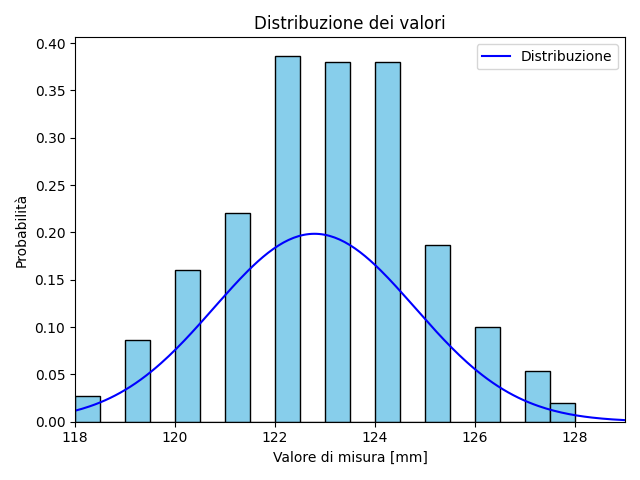 Distribuzione dei valori
Distribuzione
0.40
0.35
0.30
0.25
0.20
0.15
0.10
0.05
0.00
Probabilità
118 120 122 124 126 128
Valore di misura [mm]